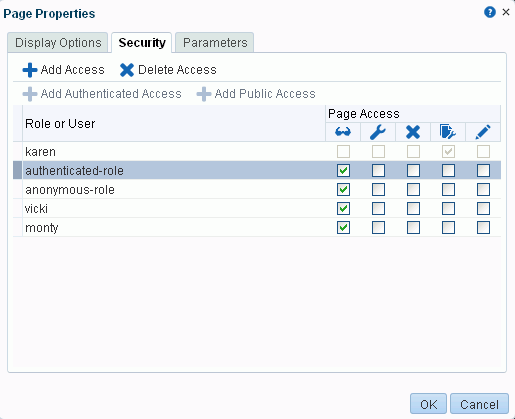 Page Properties
Display Options Security Parameters
Add Access Delete Access
Add Authenticated Access Add Public Access
Role or User Page Access
karen
authenticated-role
anonymous-role
vicki
monty
OK Cancel